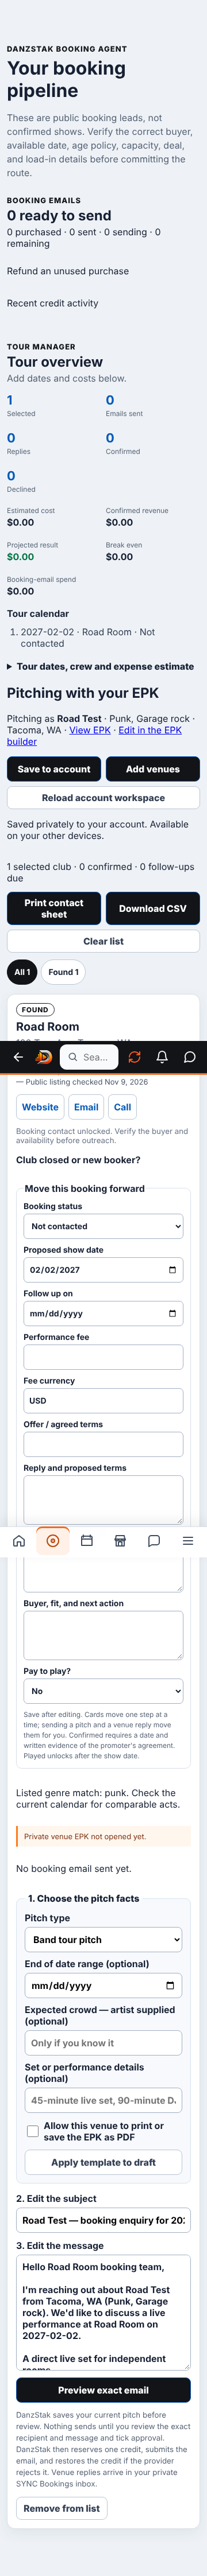 DANZSTAK BOOKING AGENT
Your booking
pipeline
These are public booking leads, not
confirmed shows. Verify the correct buyer,
available date, age policy, capacity, deal,
and load-in details before committing the
route.
BOOKING EMAILS
0 ready to send
0 purchased · 0 sent · 0 sending · 0
remaining
Refund an unused purchase
Recent credit activity
TOUR MANAGER
Tour overview
Add dates and costs below.
1
Selected
0
Emails sent
0
Replies
0
Confirmed
0
Declined
Estimated cost
$0.00
Confirmed revenue
$0.00
Projected result
$0.00
Break even
$0.00
Booking-email spend
$0.00
Tour calendar
1. 2027-02-02 · Road Room · Not
contacted
Tour dates, crew and expense estimate
Pitching with your EPK
Pitching as Road Test · Punk, Garage rock ·
Tacoma, WA · View EPK · Edit in the EPK
builder
Save to account
Add venues
Reload account workspace
Saved privately to your account. Available
on your other devices.
1 selected club · 0 confirmed · 0 follow-ups
due
Print contact
sheet
Download CSV
Clear list
All 1
Found 1
FOUND
Road Room
Sea...
— Public listing checked Nov 9, 2026
Website
Email
Call
Booking contact unlocked. Verify the buyer and
availability before outreach.
Club closed or new booker?
Move this booking forward
Booking status
Not contacted
Proposed show date
02/02/2027
Follow up on
mm/dd/yyyy
Performance fee
Fee currency
USD
Offer / agreed terms
Reply and proposed terms
Buyer, fit, and next action
Pay to play?
No
Save after editing. Cards move one step at a
time; sending a pitch and a venue reply move
them for you. Confirmed requires a date and
written evidence of the promoter's agreement.
Played unlocks after the show date.
Listed genre match: punk. Check the
current calendar for comparable acts.
Private venue EPK not opened yet.
No booking email sent yet.
1. Choose the pitch facts
Pitch type
Band tour pitch
End of date range (optional)
mm/dd/yyyy
Expected crowd — artist supplied
(optional)
Only if you know it
Set or performance details
(optional)
45-minute live set, 90-minute D
Allow this venue to print or
save the EPK as PDF
Apply template to draft
2. Edit the subject
Road Test — booking enquiry for 202
3. Edit the message
Hello Road Room booking team,
I'm reaching out about Road Test
from Tacoma, WA (Punk, Garage
rock). We'd like to discuss a live
performance at Road Room on
2027-02-02.
A direct live set for independent
rooms
Preview exact email
DanzStak saves your current pitch before
review. Nothing sends until you review the exact
recipient and message and tick approval.
DanzStak then reserves one credit, submits the
email, and restores the credit if the provider
rejects it. Venue replies arrive in your private
SYNC Bookings inbox.
Remove from list